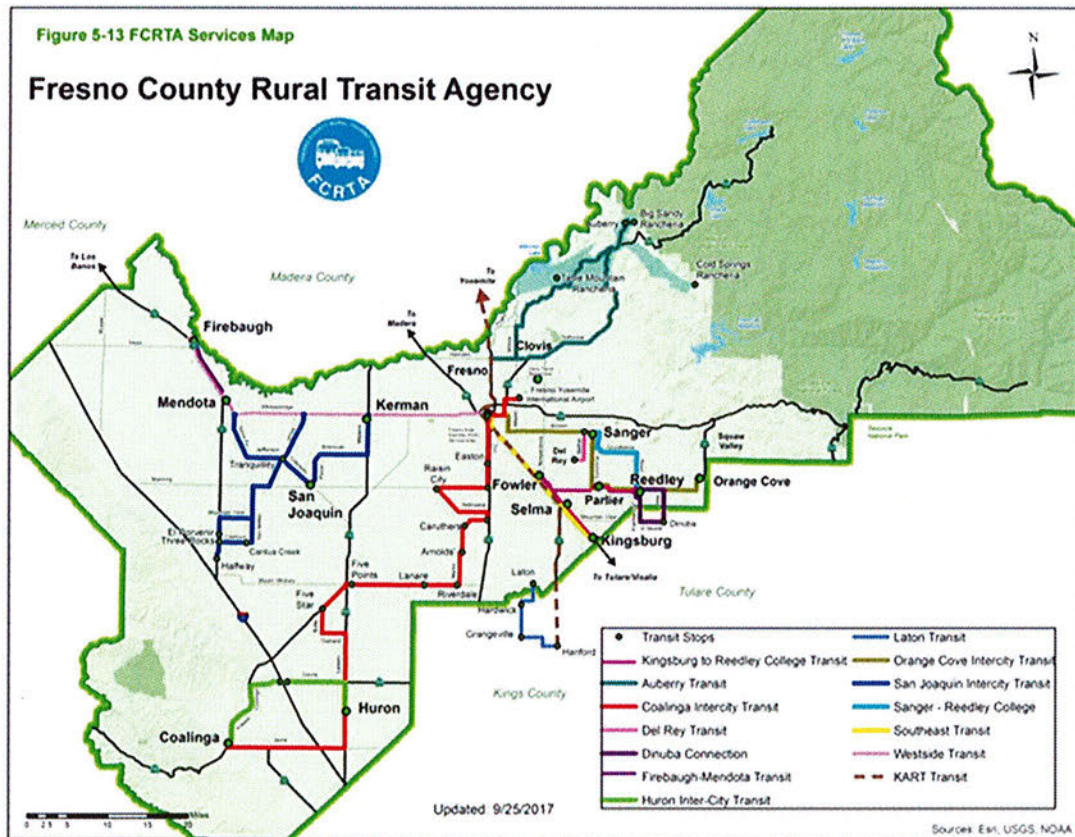 Figure 5-13 FCRTA Services Map
Fresno County Rural Transit Agency
N
FCRTA
Merced County
To Los
Banos
Madera County
To
Yosemite
To
Madera
Auberry
Big Sandy
Rancheria
Table Mountain
Rancheria
Cold Springs
Rancheria
Firebaugh
Clovis
Fresno
Fresno Yosemite
International Airport
Mendota
Kerman
Sanger
Del
Rey
Squaw
Valley
Easton
Tranquillity
Raisin
City
Fowler
Reedley
Orange Cove
San
Joaquin
Parlier
Selma
Dinuba
Caruthers
El Porvenir
Three Rocks
Cantua Creek
Kingsburg
Halfway
Five
Points
Lanare
Riverdale
Laton
To Tulare/Visalia
Five
Star
Hardwick
Tulare County
Grangeville
Hanford
Kings County
Huron
Coalinga
Transit Stops
Kingsburg to Reedley College Transit
Auberry Transit
Coalinga Intercity Transit
Del Rey Transit
Dinuba Connection
Firebaugh-Mendota Transit
Huron Inter-City Transit
Laton Transit
Orange Cove Intercity Transit
San Joaquin Intercity Transit
Sanger - Reedley College
Southeast Transit
Westside Transit
KART Transit
Updated: 9/25/2017
0 2.5 5 10 15 20
Miles
Sources: Esri, USGS, NOAA